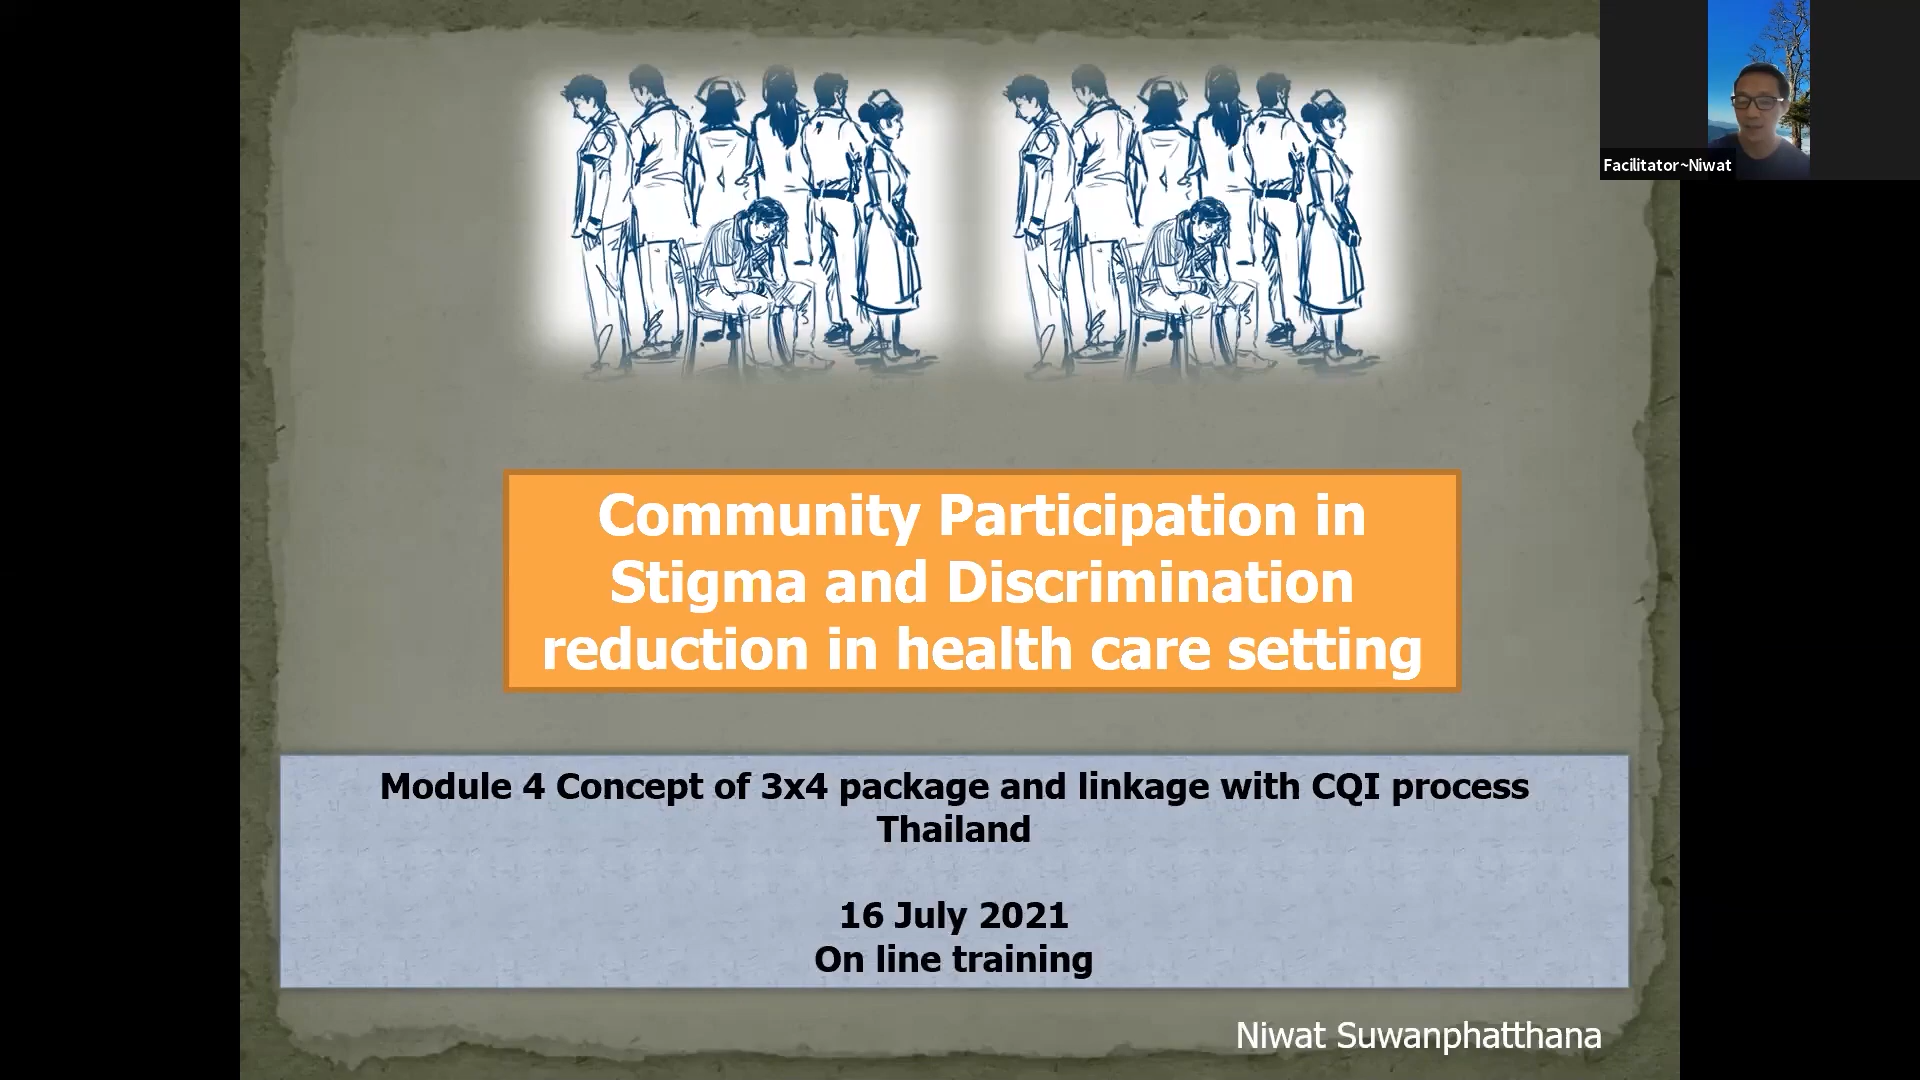 Facilitator~Niwat
Community Participation in
Stigma and Discrimination
reduction in health care setting
Module 4 Concept of 3x4 package and linkage with CQI process
Thailand
16 July 2021
On line training
Niwat Suwanphatthana